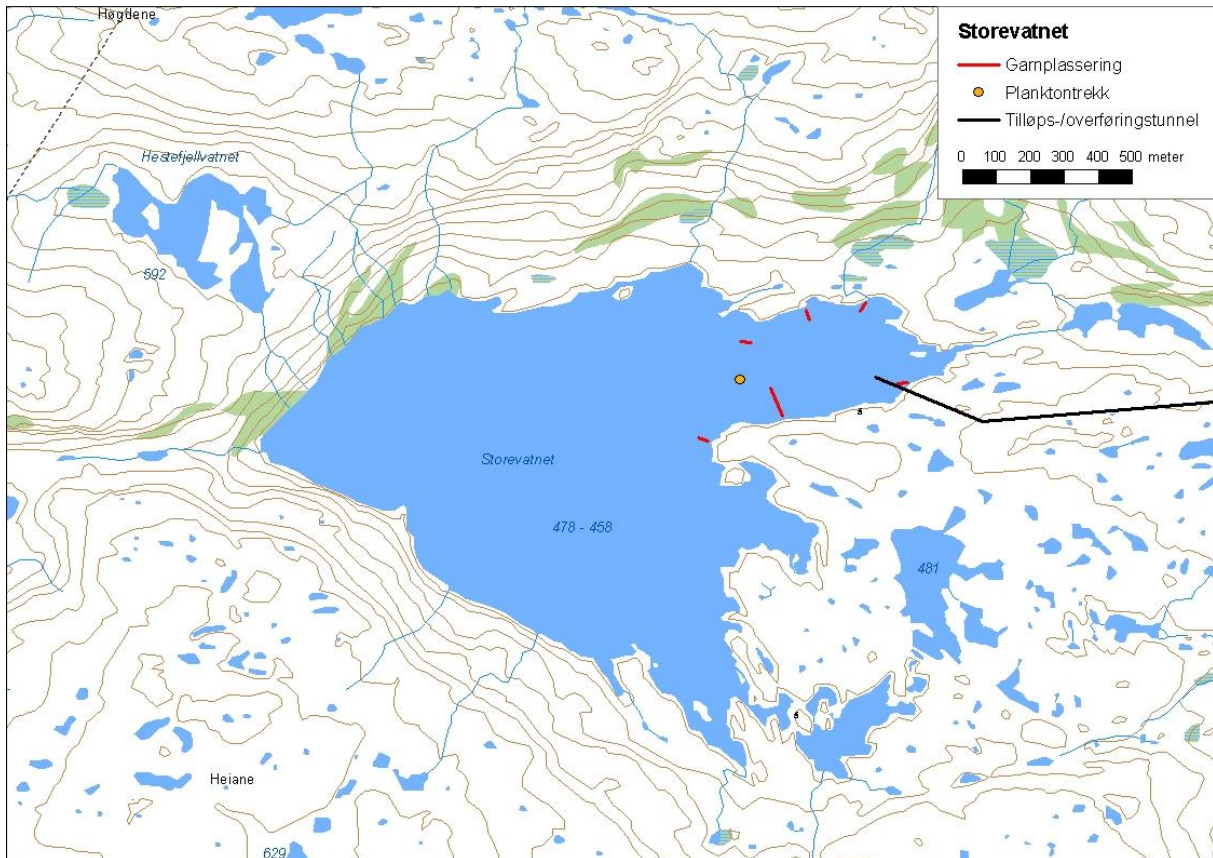 Høgdene
Storevatnet
Garnplassering
Planktontrekk
Tilløps-/overføringstunnel
0 100 200 300 400 500 meter
Hestefjellvatnet
592
Storevatnet
478 - 458
481
Heiane
629